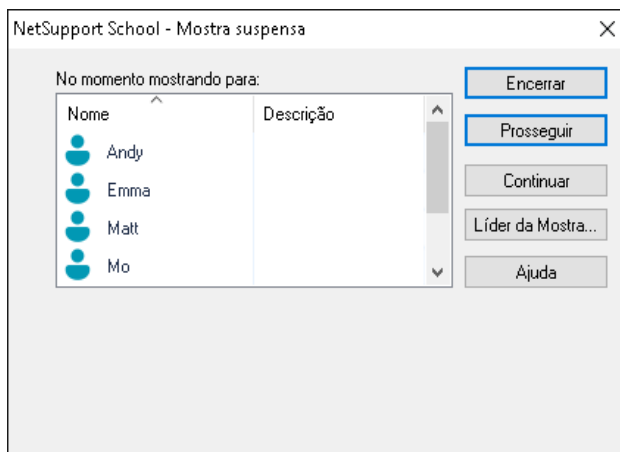 NetSupport School - Mostra suspensa
No momento mostrando para:
Nome Descrição
Andy
Emma
Matt
Mo
Encerrar
Prosseguir
Continuar
Líder da Mostra...
Ajuda